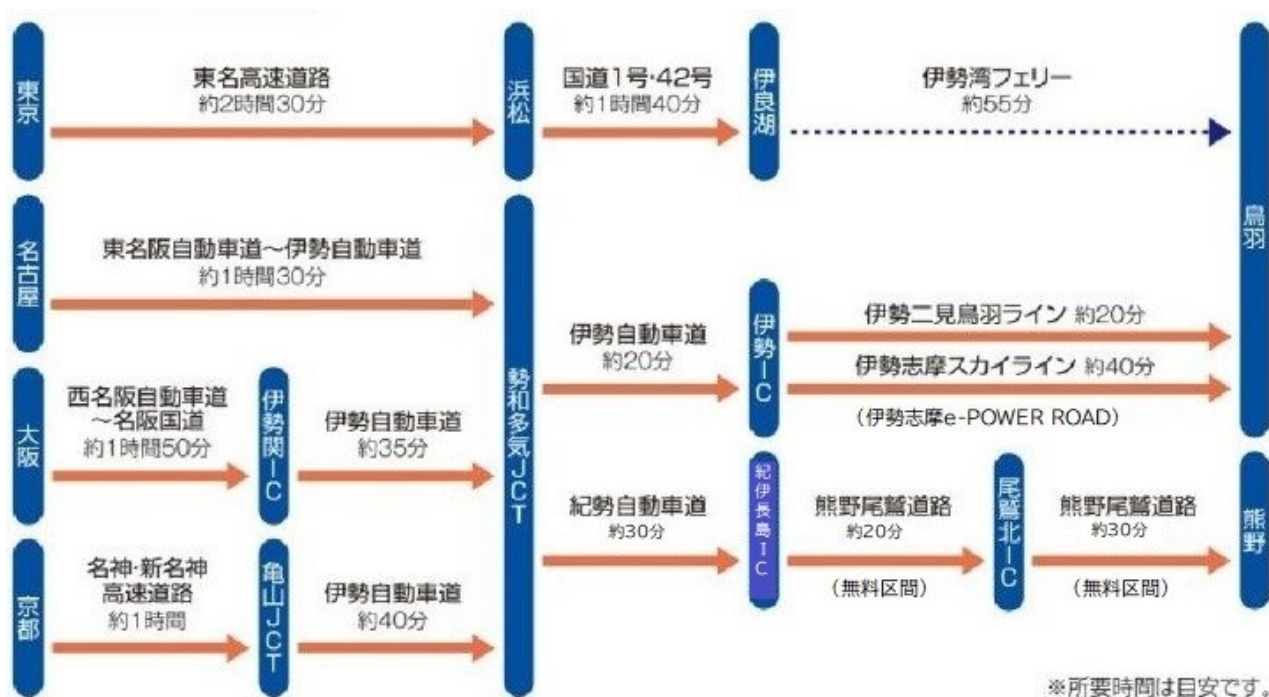 東京
東名高速道路
約2時間30分
浜松
国道1号・42号
約1時間40分
伊良湖
伊勢湾フェリー
約55分
鳥羽
名古屋
東名阪自動車道～伊勢自動車道
約1時間30分
勢和多気JCT
伊勢自動車道
約20分
伊勢IC
伊勢二見鳥羽ライン 約20分
伊勢志摩スカイライン 約40分
（伊勢志摩e-POWER ROAD）
大阪
西名阪自動車道
～名阪国道
約1時間50分
伊勢関IC
伊勢自動車道
約35分
紀勢自動車道
約30分
紀伊長島IC
熊野尾鷲道路
約20分
（無料区間）
尾鷲北IC
熊野尾鷲道路
約30分
（無料区間）
熊野
京都
名神・新名神
高速道路
約1時間
亀山JCT
伊勢自動車道
約40分
※所要時間は目安です。